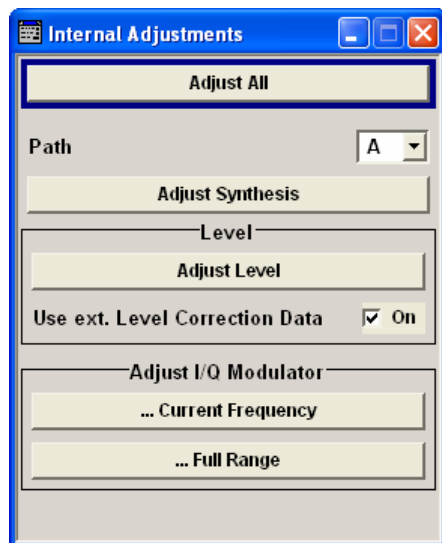 Internal Adjustments
Adjust All
Path A
Adjust Synthesis
Level
Adjust Level
Use ext. Level Correction Data On
Adjust I/Q Modulator
... Current Frequency
... Full Range